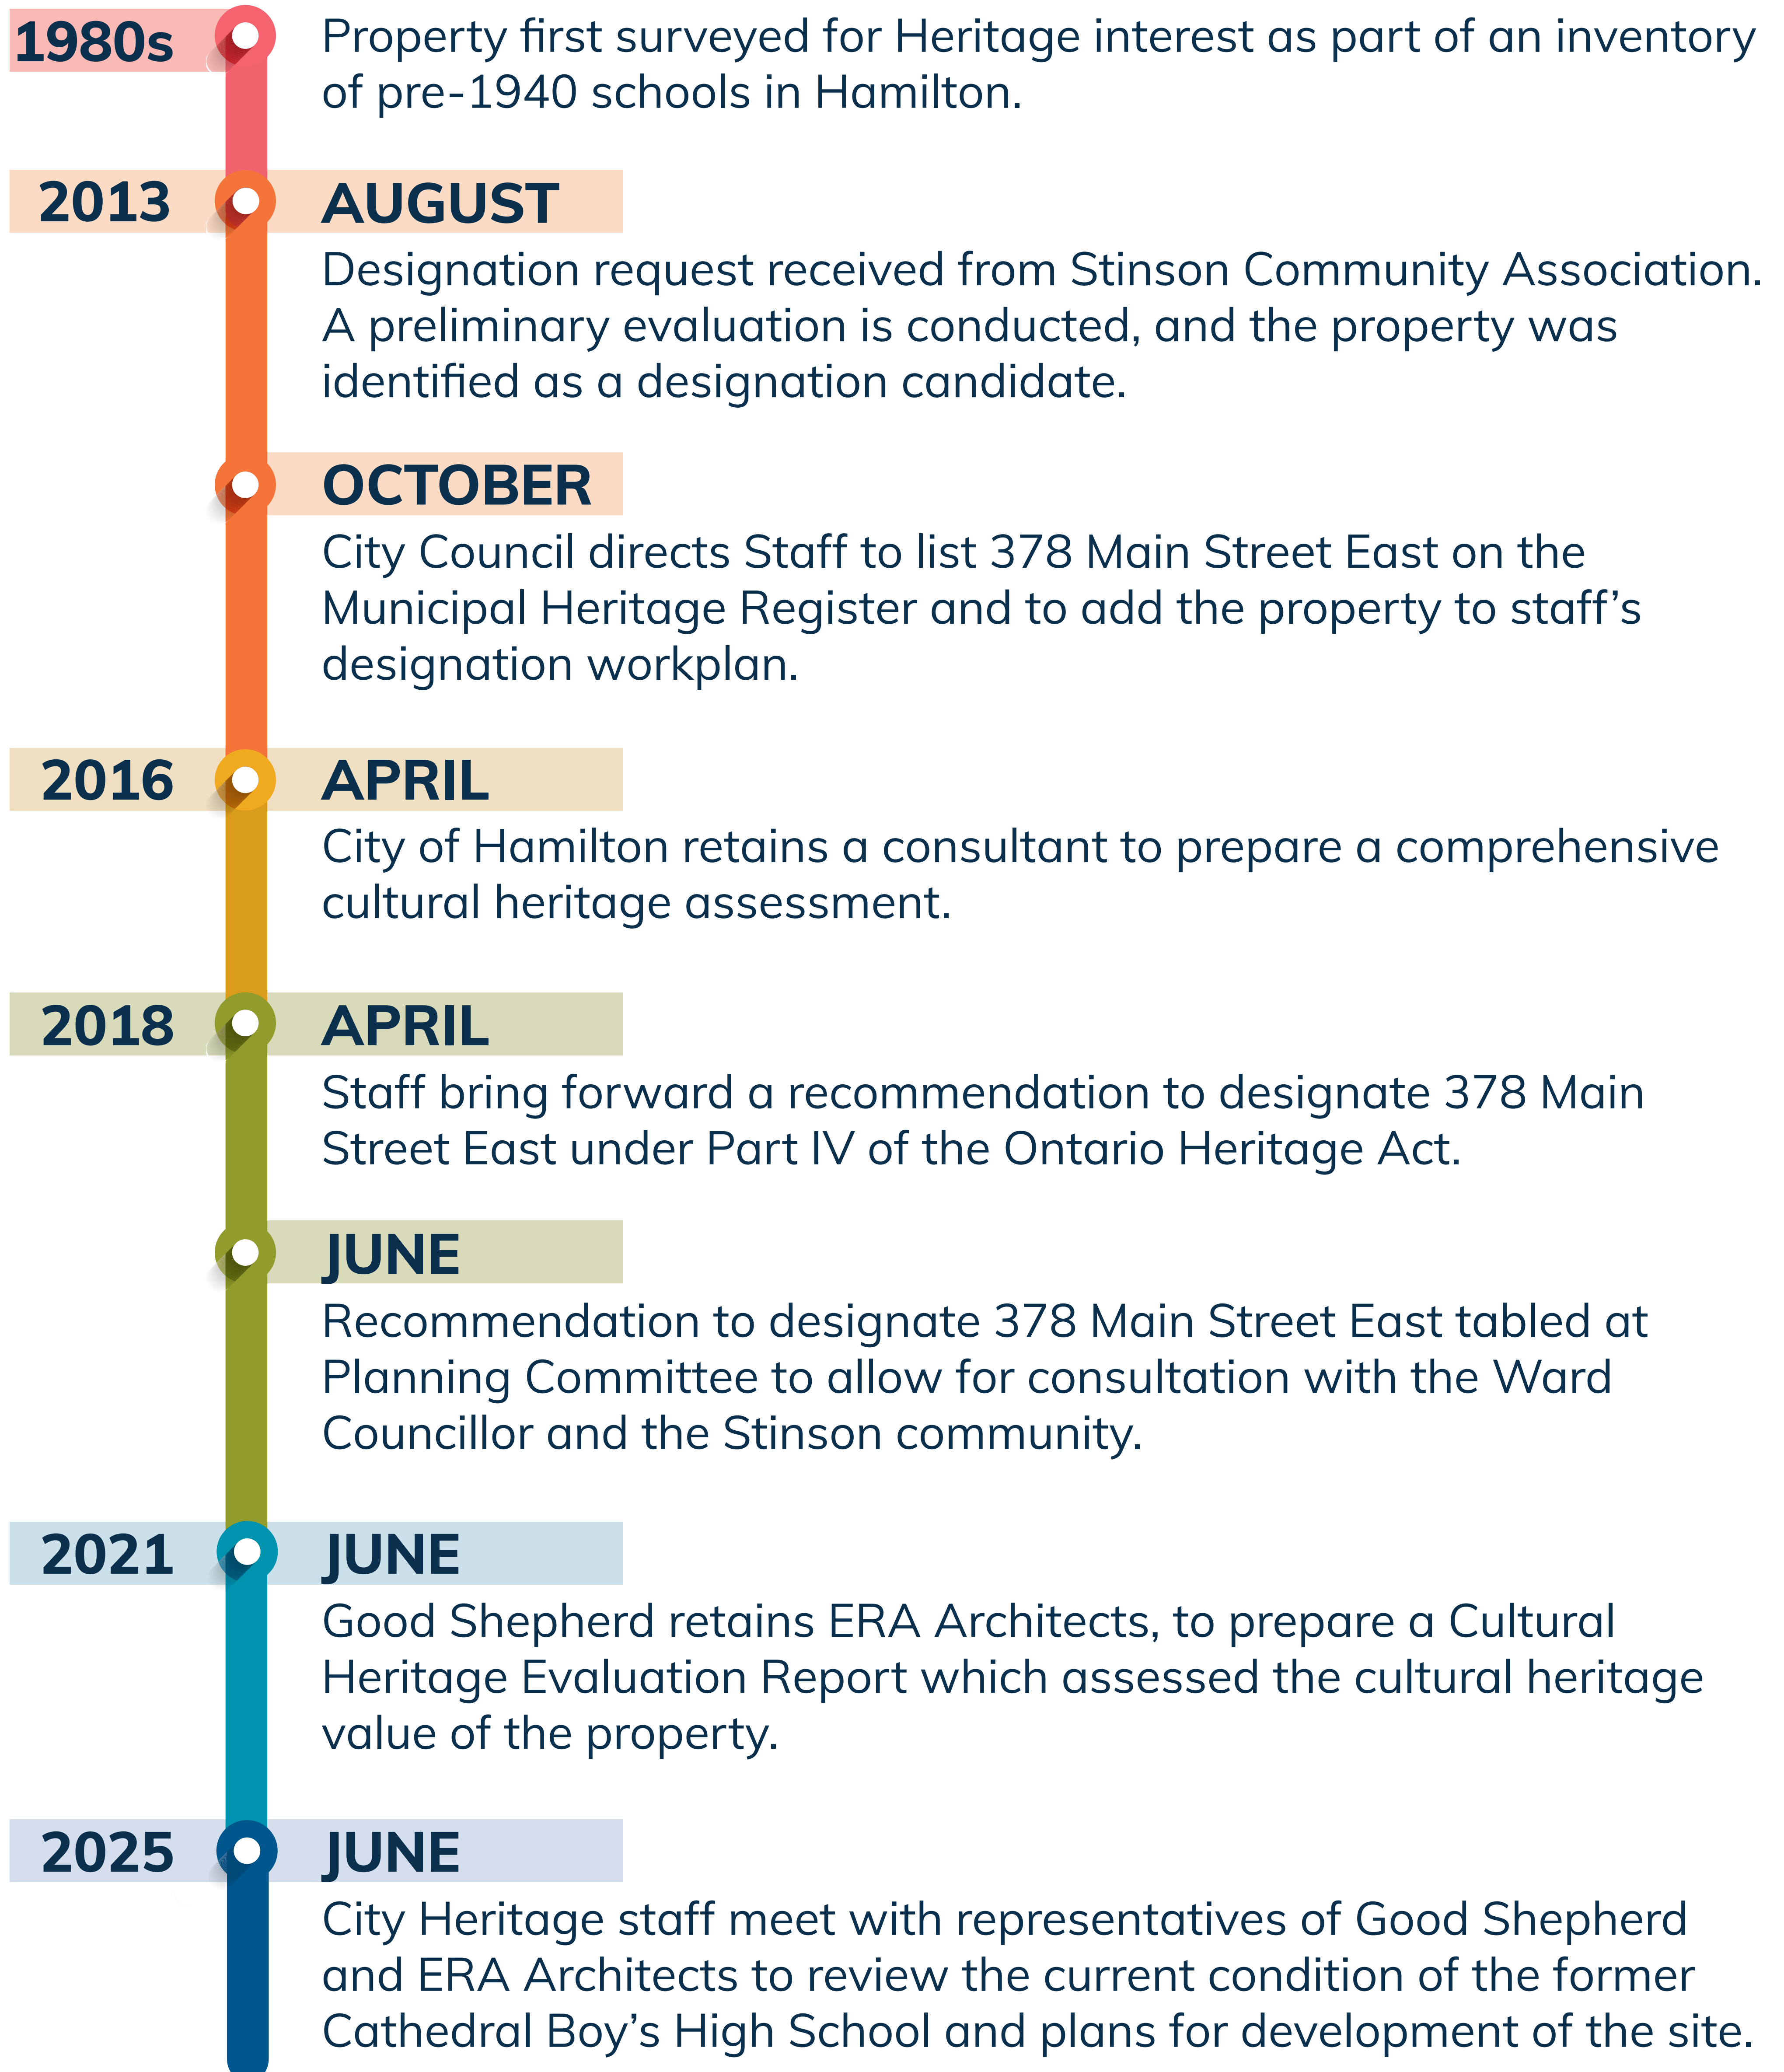 1980s
Property first surveyed for Heritage interest as part of an inventory
of pre-1940 schools in Hamilton.
2013
AUGUST
Designation request received from Stinson Community Association.
A preliminary evaluation is conducted, and the property was
identified as a designation candidate.
OCTOBER
City Council directs Staff to list 378 Main Street East on the
Municipal Heritage Register and to add the property to staff’s
designation workplan.
2016
APRIL
City of Hamilton retains a consultant to prepare a comprehensive
cultural heritage assessment.
2018
APRIL
Staff bring forward a recommendation to designate 378 Main
Street East under Part IV of the Ontario Heritage Act.
JUNE
Recommendation to designate 378 Main Street East tabled at
Planning Committee to allow for consultation with the Ward
Councillor and the Stinson community.
2021
JUNE
Good Shepherd retains ERA Architects, to prepare a Cultural
Heritage Evaluation Report which assessed the cultural heritage
value of the property.
2025
JUNE
City Heritage staff meet with representatives of Good Shepherd
and ERA Architects to review the current condition of the former
Cathedral Boy’s High School and plans for development of the site.